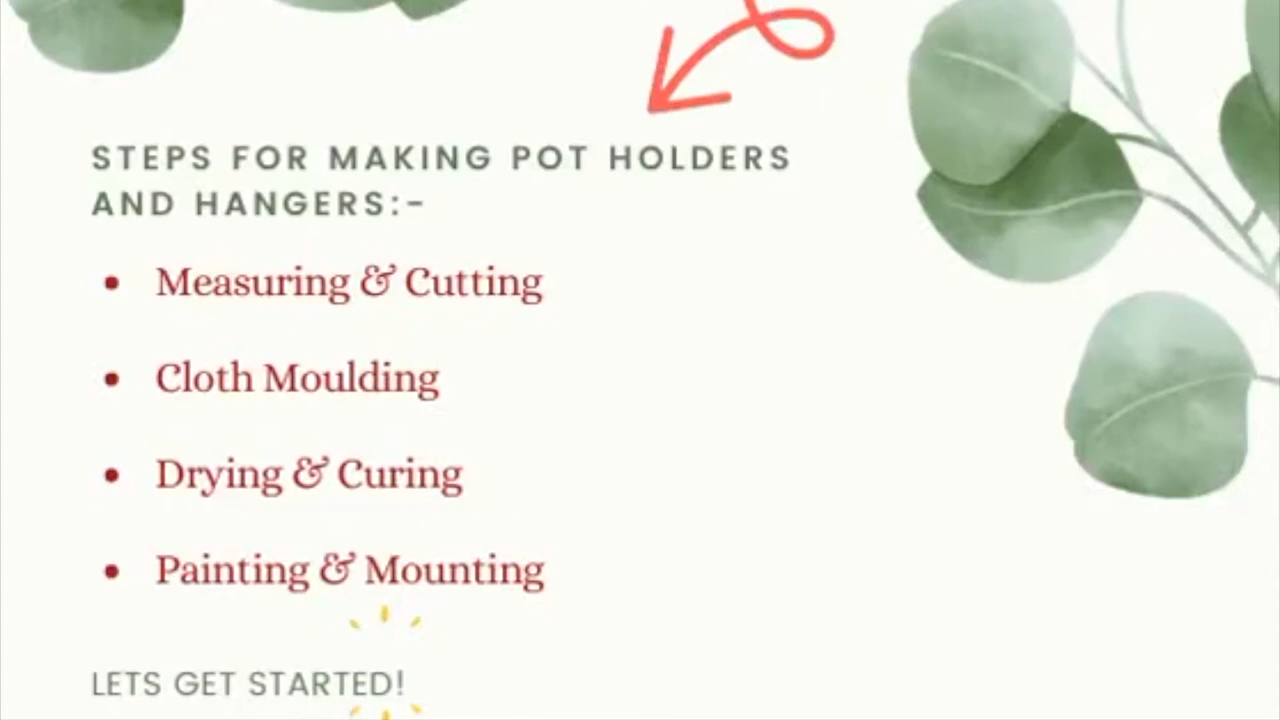 STEPS FOR MAKING POT HOLDERS
AND HANGERS:-
• Measuring & Cutting
• Cloth Moulding
• Drying & Curing
• Painting & Mounting
LETS GET STARTED!